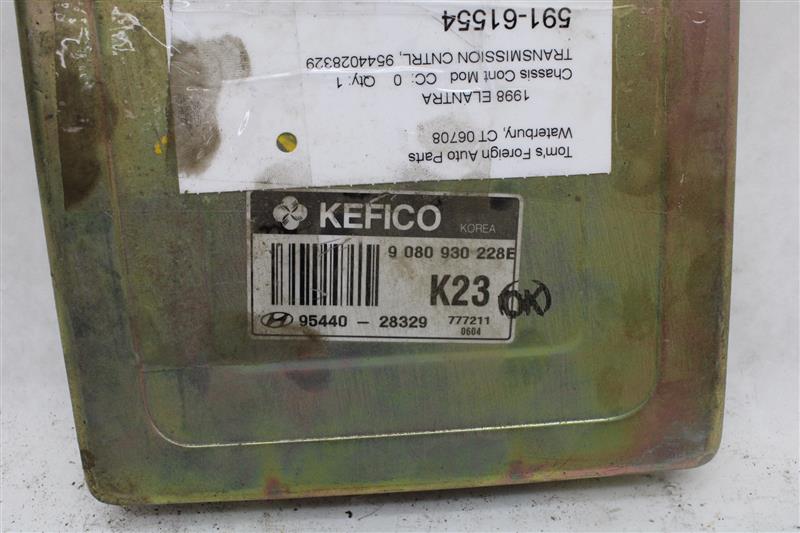 Tom's Foreign Auto Parts
Waterbury, CT 06708
1998 ELANTRA
Chassis Cont Mod CC: 0 Qty: 1
TRANSMISSION CNTRL, 9544028329
591-61554
KEFICO KOREA
9 080 930 228E
K23 OK
95440 - 28329 777211
0604